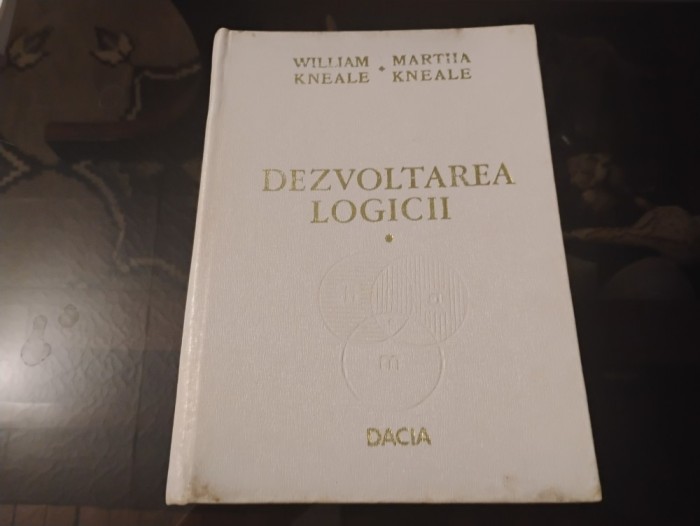 WILLIAM * MARTHA
KNEALE KNEALE
DEZVOLTAREA
LOGICII
*
m
DACIA